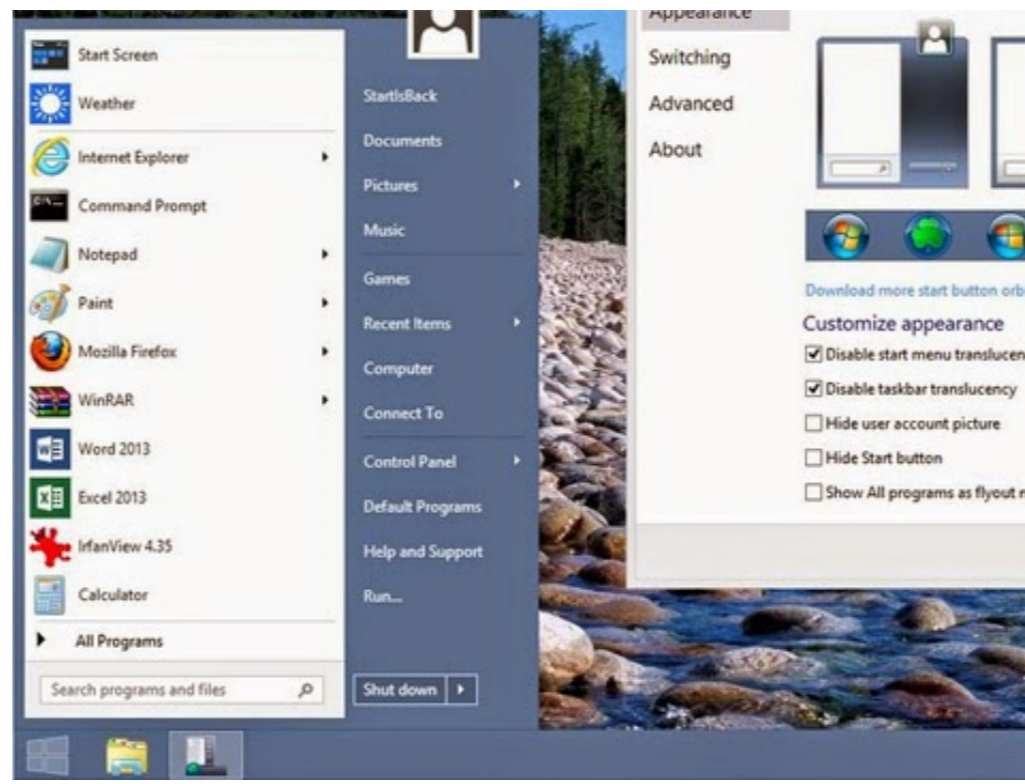 Start Screen
Weather
Internet Explorer
Command Prompt
Notepad
Paint
Mozilla Firefox
WinRAR
Word 2013
Excel 2013
IrfanView 4.35
Calculator
All Programs
Search programs and files
StartIsBack
Documents
Pictures
Music
Games
Recent Items
Computer
Connect To
Control Panel
Default Programs
Help and Support
Run...
Shut down
Appearance
Switching
Advanced
About
Download more start button orb
Customize appearance
Disable start menu translucen
Disable taskbar translucency
Hide user account picture
Hide Start button
Show All programs as flyout